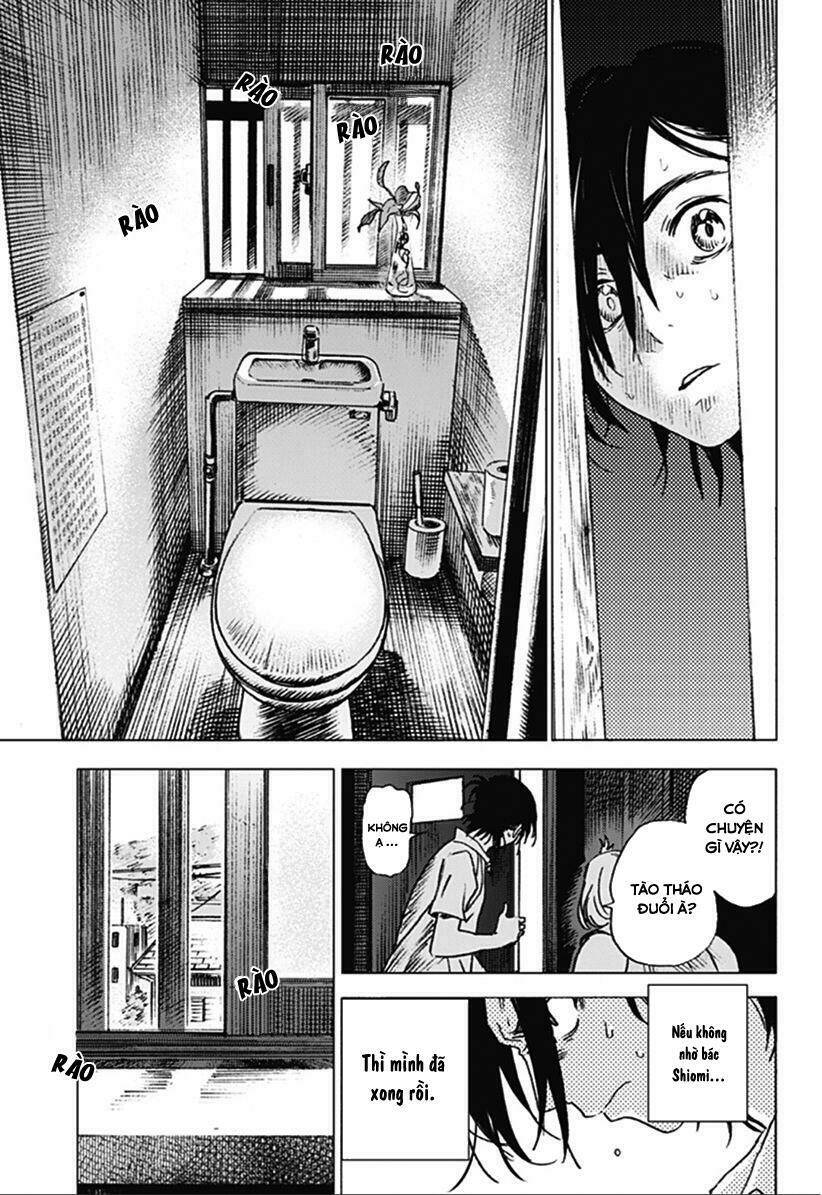 RÀO
RÀO
RÀO
RÀO
CÓ
CHUYỆN
GÌ VẬY?!
TÀO THÁO
ĐUỔI À?
KHÔNG
Ạ ...
Nếu không
nhờ bác
Shiomi...
Thì mình đã
xong rồi.
RÀO
RÀO